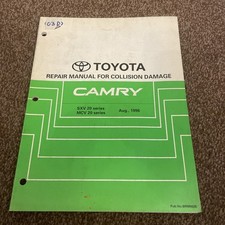 TOYOTA
REPAIR MANUAL FOR COLLISION DAMAGE
CAMRY
SXV 20 series
MCV 20 series
Aug., 1996